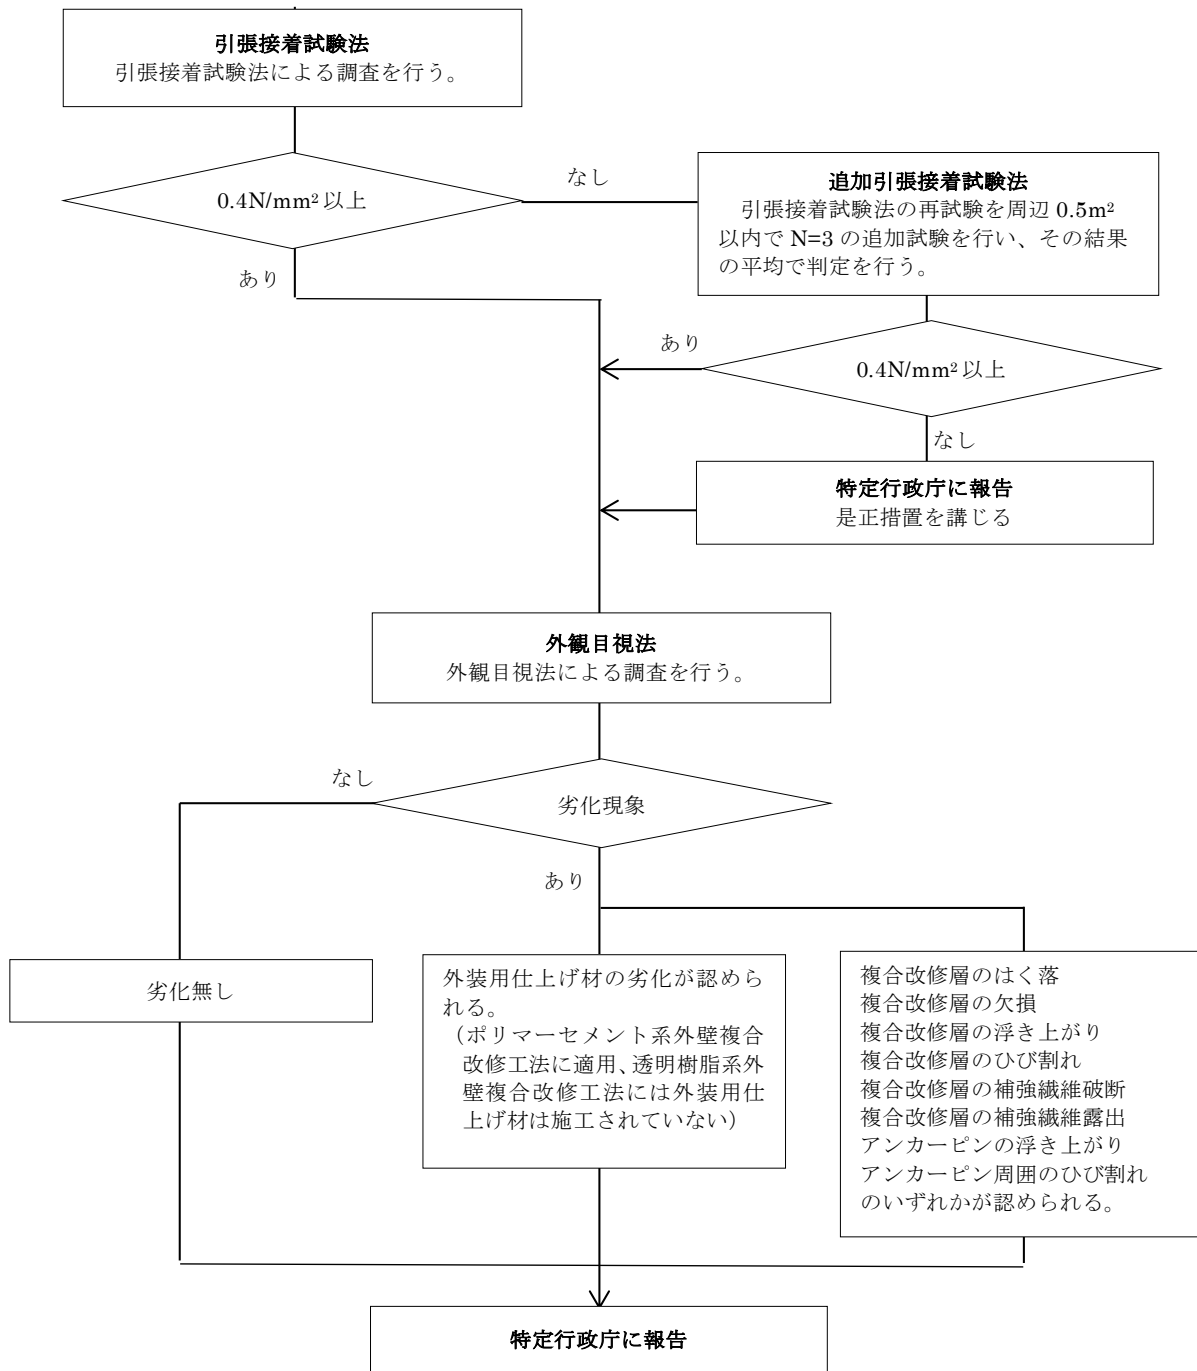 引張接着試験法
引張接着試験法による調査を行う。
0.4N/mm²以上
なし
追加引張接着試験法
引張接着試験法の再試験を周辺 0.5m²
以内で N=3 の追加試験を行い、その結果
の平均で判定を行う。
あり
あり
0.4N/mm²以上
なし
特定行政庁に報告
是正措置を講じる
外観目視法
外観目視法による調査を行う。
なし
劣化現象
あり
劣化無し
外装用仕上げ材の劣化が認めら
れる。
（ポリマーセメント系外壁複合
改修工法に適用、透明樹脂系外
壁複合改修工法には外装用仕
上げ材は施工されていない）
複合改修層のはく落
複合改修層の欠損
複合改修層の浮き上がり
複合改修層のひび割れ
複合改修層の補強繊維破断
複合改修層の補強繊維露出
アンカーピンの浮き上がり
アンカーピン周囲のひび割れ
のいずれかが認められる。
特定行政庁に報告